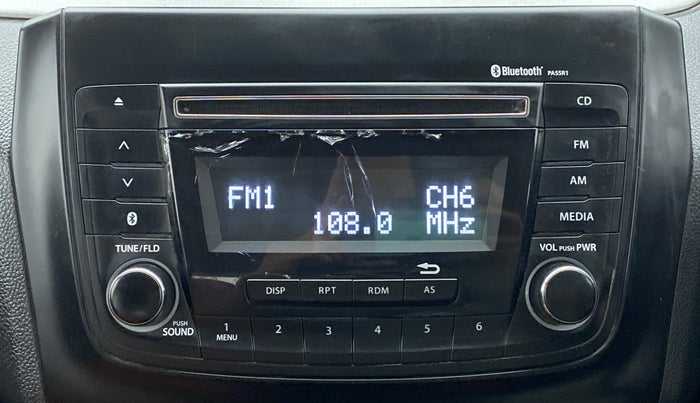 Bluetooth® PA55R1
CD
FM
AM
MEDIA
FM1 CH6
108.0 MHz
TUNE/FLD
VOL PUSH PWR
DISP RPT RDM AS
PUSH
SOUND
1 2 3 4 5 6
MENU